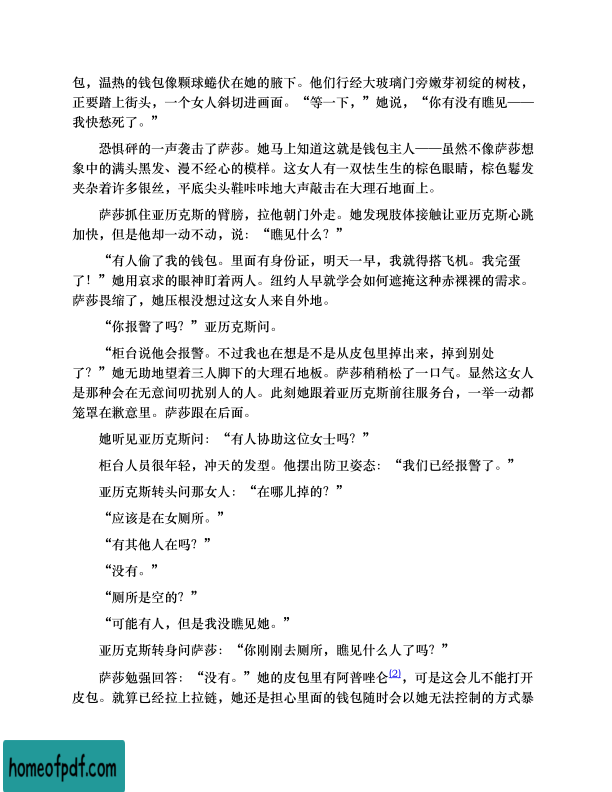 包，温热的钱包像颗球蜷伏在她的腋下。他们行经大玻璃门旁嫩芽初绽的树枝，
正要踏上街头，一个女人斜切进画面。“等一下，”她说，“你有没有瞧见——
我快愁死了。”
恐惧砰的一声袭击了萨莎。她马上知道这就是钱包主人——虽然不像萨莎想
象中的满头黑发、漫不经心的模样。这女人有一双怯生生的棕色眼睛，棕色鬈发
夹杂着许多银丝，平底尖头鞋咔咔地大声敲击在大理石地面上。
萨莎抓住亚历克斯的臂膀，拉他朝门外走。她发现肢体接触让亚历克斯心跳
加快，但是他却一动不动，说：“瞧见什么？”
“有人偷了我的钱包。里面有身份证，明天一早，我就得搭飞机。我完蛋
了！”她用哀求的眼神盯着两人。纽约人早就学会如何遮掩这种赤裸裸的需求。
萨莎畏缩了，她压根没想过这女人来自外地。
“你报警了吗？”亚历克斯问。
“柜台说他会报警。不过我也在想是不是从皮包里掉出来，掉到别处
了？”她无助地望着三人脚下的大理石地板。萨莎稍稍松了一口气。显然这女人
是那种会在无意间叨扰别人的人。此刻她跟着亚历克斯前往服务台，一举一动都
笼罩在歉意里。萨莎跟在后面。
她听见亚历克斯问：“有人协助这位女士吗？”
柜台人员很年轻，冲天的发型。他摆出防卫姿态：“我们已经报警了。”
亚历克斯转头问那女人：“在哪儿掉的？”
“应该是在女厕所。”
“有其他人在吗？”
“没有。”
“厕所是空的？”
“可能有人，但是我没瞧见她。”
亚历克斯转身问萨莎：“你刚刚去厕所，瞧见什么人了吗？”
萨莎勉强回答：“没有。”她的皮包里有阿普唑仑(2)，可是这会儿不能打开
皮包。就算已经拉上拉链，她还是担心里面的钱包随时会以她无法控制的方式暴
homeofpdf.com